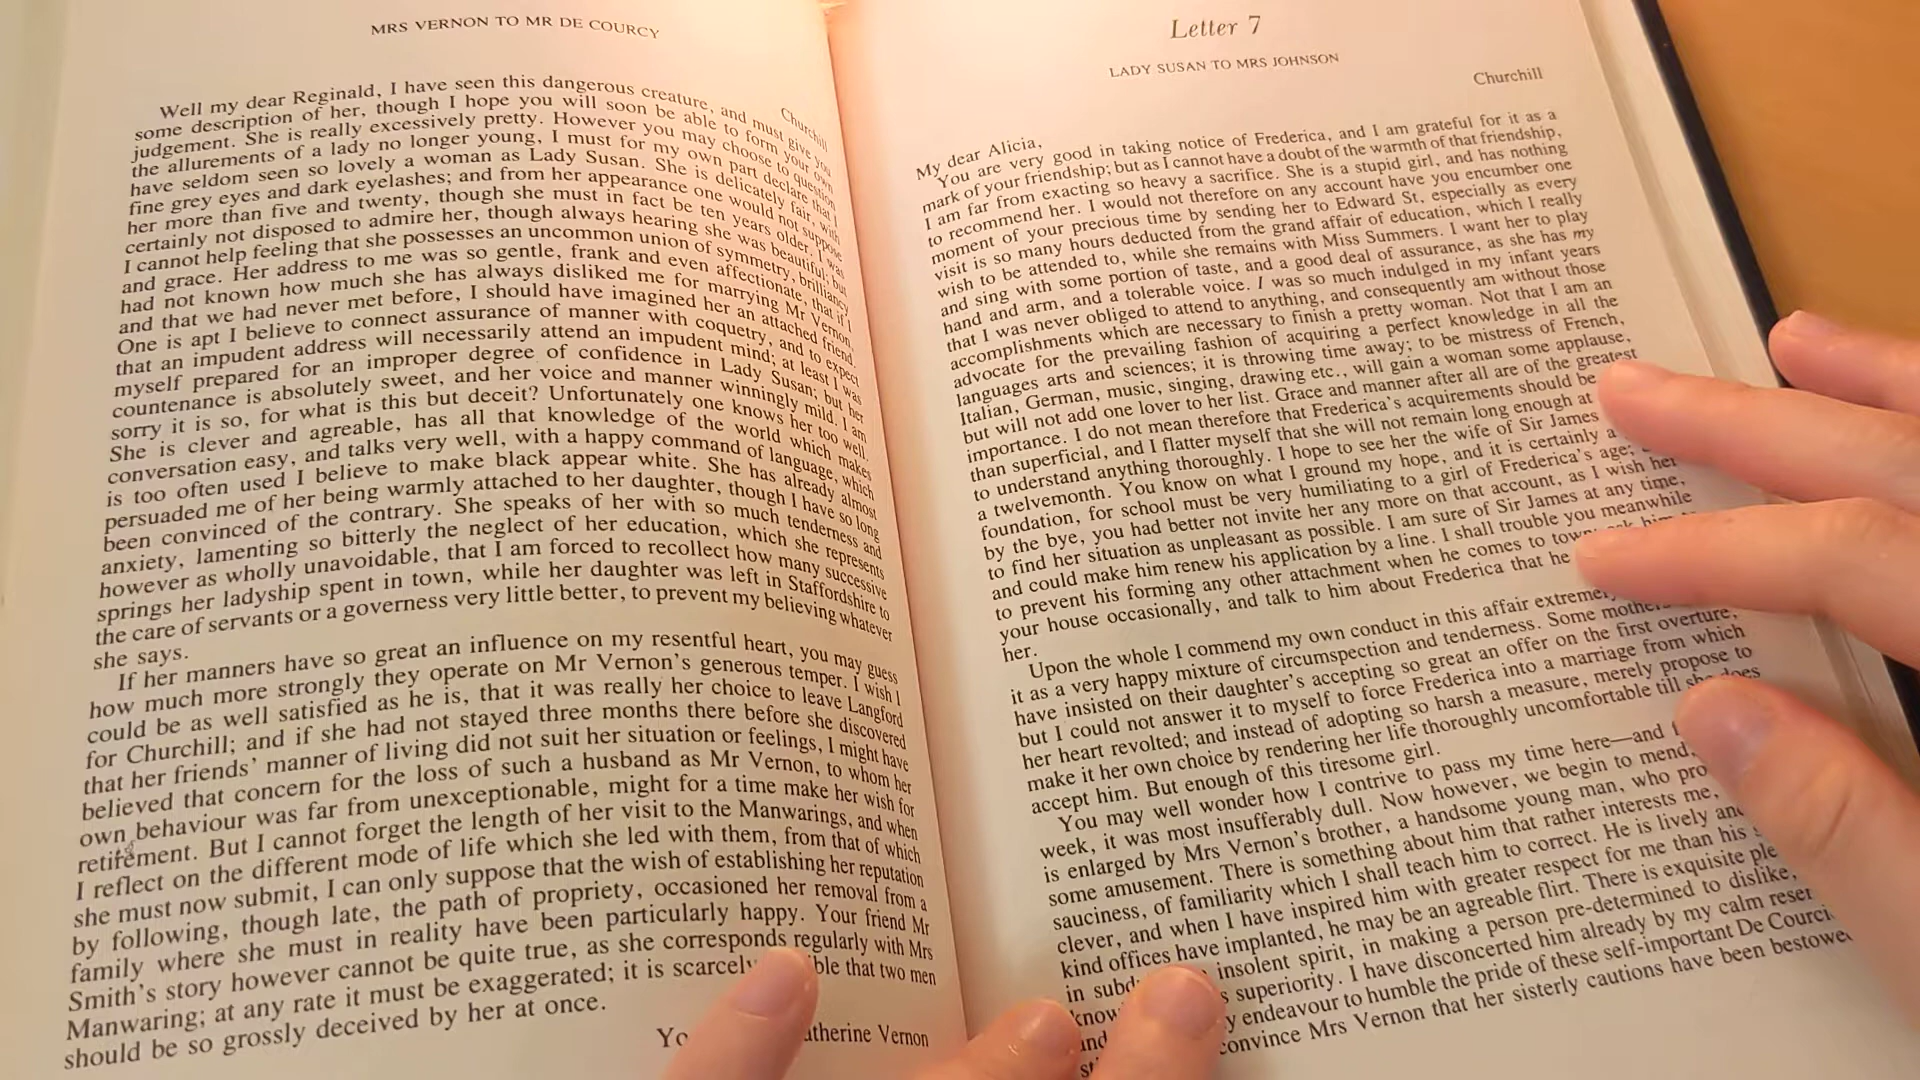 MRS VERNON TO MR DE COURCY
Churchill
Well my dear Reginald, I have seen this dangerous creature, and must give you
some description of her, though I hope you will soon be able to form your own
judgement. She is really excessively pretty. However you may choose to question
the allurements of a lady no longer young, I must for my own part declare that I
have seldom seen so lovely a woman as Lady Susan. She is delicately fair, with
fine grey eyes and dark eyelashes; and from her appearance one would not suppose
her more than five and twenty, though she must in fact be ten years older. I was
certainly not disposed to admire her, though always hearing she was beautiful; but
I cannot help feeling that she possesses an uncommon union of symmetry, brilliancy
and grace. Her address to me was so gentle, frank and even affectionate, that if I
had not known how much she has always disliked me for marrying Mr Vernon,
and that we had never met before, I should have imagined her an attached friend.
One is apt I believe to connect assurance of manner with coquetry, and to expect
that an impudent address will necessarily attend an impudent mind; at least I was
myself prepared for an improper degree of confidence in Lady Susan; but her
countenance is absolutely sweet, and her voice and manner winningly mild. I am
sorry it is so, for what is this but deceit? Unfortunately one knows her too well.
She is clever and agreeable, has all that knowledge of the world which makes
conversation easy, and talks very well, with a happy command of language, which
is too often used I believe to make black appear white. She has already almost
persuaded me of her being warmly attached to her daughter, though I have so long
been convinced of the contrary. She speaks of her with so much tenderness and
anxiety, lamenting so bitterly the neglect of her education, which she represents
however as wholly unavoidable, that I am forced to recollect how many successive
springs her ladyship spent in town, while her daughter was left in Staffordshire to
the care of servants or a governess very little better, to prevent my believing whatever
she says.
If her manners have so great an influence on my resentful heart, you may guess
how much more strongly they operate on Mr Vernon's generous temper. I wish I
could be as well satisfied as he is, that it was really her choice to leave Langford
for Churchill; and if she had not stayed three months there before she discovered
that her friends' manner of living did not suit her situation or feelings, I might have
believed that concern for the loss of such a husband as Mr Vernon, to whom her
own behaviour was far from unexceptionable, might for a time make her wish for
retirement. But I cannot forget the length of her visit to the Manwarings, and when
I reflect on the different mode of life which she led with them, from that of which
she must now submit, I can only suppose that the wish of establishing her reputation
by following, though late, the path of propriety, occasioned her removal from a
family where she must in reality have been particularly happy. Your friend Mr
Smith's story however cannot be quite true, as she corresponds regularly with Mrs
Manwaring; at any rate it must be exaggerated; it is scarcely that two men
should be so grossly deceived by her at once.
Catherine Vernon
Letter 7
LADY SUSAN TO MRS JOHNSON
Churchill
My dear Alicia,
You are very good in taking notice of Frederica, and I am grateful for it as a
mark of your friendship; but as I cannot have a doubt of the warmth of that friendship,
I am far from exacting so heavy a sacrifice. She is a stupid girl, and has nothing
to recommend her. I would not therefore on any account have you encumber one
moment of your precious time by sending her to Edward St, especially as every
visit is so many hours deducted from the grand affair of education, which I really
wish to be attended to, while she remains with Miss Summers. I want her to play
and sing with some portion of taste, and a good deal of assurance, as she has my
hand and arm, and a tolerable voice. I was so much indulged in my infant years
that I was never obliged to attend to anything, and consequently am without those
accomplishments which are necessary to finish a pretty woman. Not that I am an
advocate for the prevailing fashion of acquiring a perfect knowledge in all the
languages arts and sciences; it is throwing time away; to be mistress of French,
Italian, German, music, singing, drawing etc., will gain a woman some applause,
but will not add one lover to her list. Grace and manner after all are of the greatest
importance. I do not mean therefore that Frederica's acquirements should be
than superficial, and I flatter myself that she will not remain long enough at
to understand anything thoroughly. I hope to see her the wife of Sir James
a twelvemonth. You know on what I ground my hope, and it is certainly a
foundation, for school must be very humiliating to a girl of Frederica's age;
by the bye, you had better not invite her any more on that account, as I wish her
to find her situation as unpleasant as possible. I am sure of Sir James at any time,
and could make him renew his application by a line. I shall trouble you meanwhile
to prevent his forming any other attachment when he comes to town; ask him
your house occasionally, and talk to him about Frederica that he
her.
Upon the whole I commend my own conduct in this affair extremely
it as a very happy mixture of circumspection and tenderness. Some mothers
have insisted on their daughter's accepting so great an offer on the first overture,
but I could not answer it to myself to force Frederica into a marriage from which
her heart revolted; and instead of adopting so harsh a measure, merely propose to
make it her own choice by rendering her life thoroughly uncomfortable till she does
accept him. But enough of this tiresome girl.
You may well wonder how I contrive to pass my time here—and
week, it was most insufferably dull. Now however, we begin to mend,
is enlarged by Mrs Vernon's brother, a handsome young man, who
some amusement. There is something about him that rather interests me,
sauciness, of familiarity which I shall teach him to correct. He is lively and
clever, and when I have inspired him with greater respect for me than his
kind offices have implanted, he may be an agreeable flirt. There is exquisite
in insolent spirit, in making a person pre-determined to dislike,
superiority. I have disconcerted him already by my calm
endeavour to humble the pride of these self-important De
convince Mrs Vernon that her sisterly cautions have been bestowed